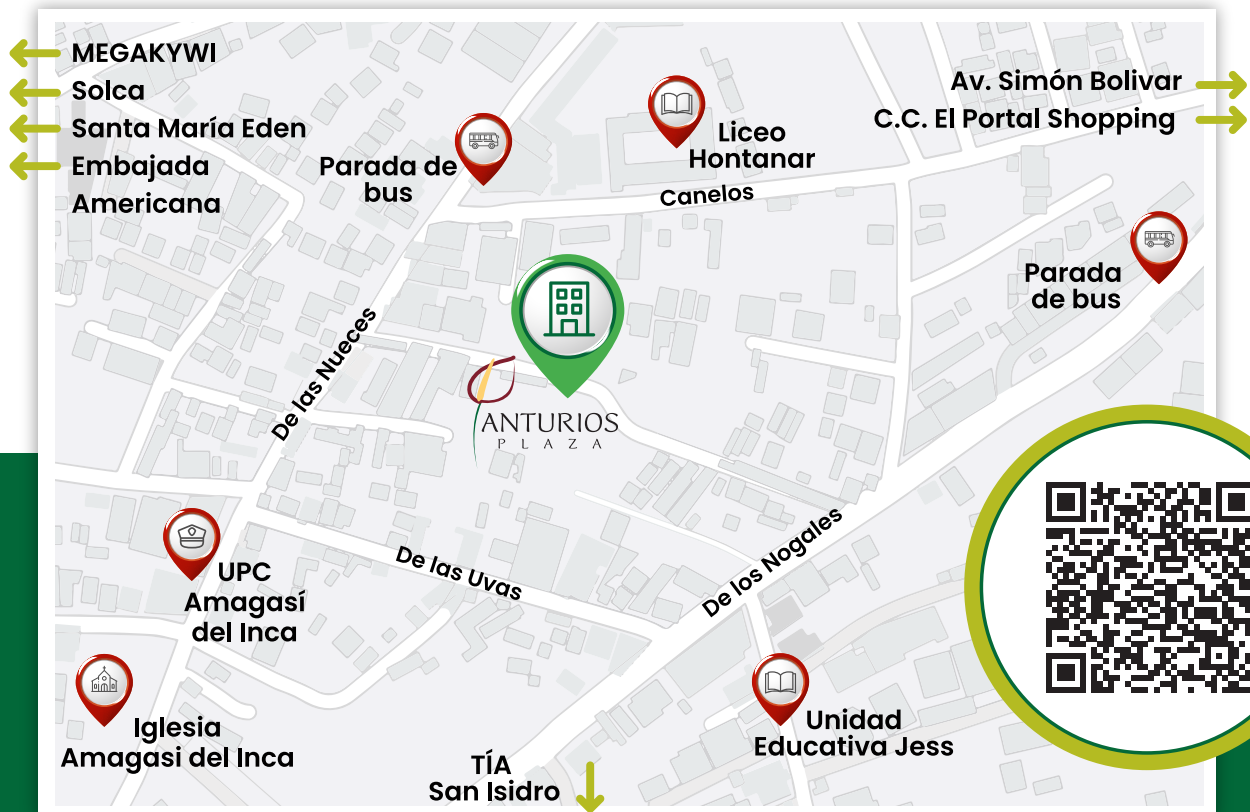 MEGAKYWI
Solca
Santa María Eden
Embajada
Americana
Av. Simón Bolivar
C.C. El Portal Shopping
Parada de
bus
Liceo
Hontanar
Canelos
Parada
de bus
De las Nueces
ANTURIOS
PLAZA
De las Uvas
De los Nogales
UPC
Amagasí
del Inca
Iglesia
Amagasi del Inca
Unidad
Educativa Jess
TÍA
San Isidro